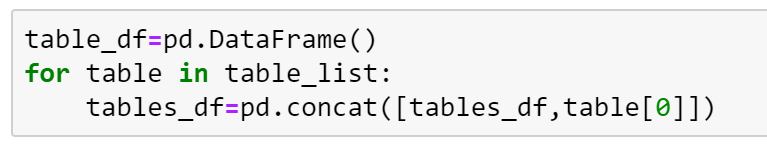 table_df=pd.DataFrame()
for table in table_list:
    tables_df=pd.concat([tables_df,table[0]])